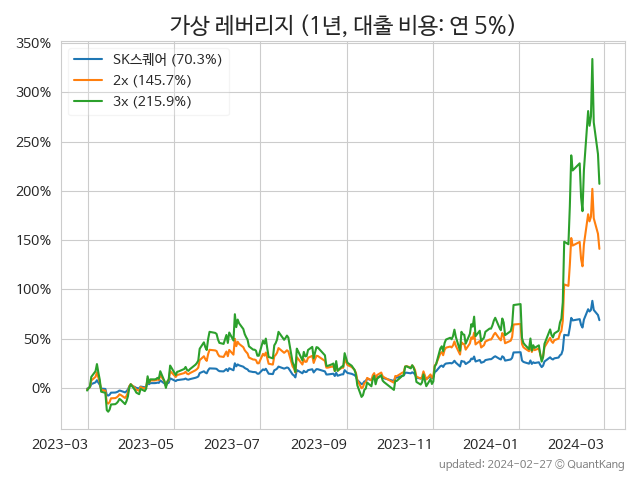 가상 레버리지 (1년, 대출 비용: 연 5%)
350%
300%
250%
200%
150%
100%
50%
0%
SK스퀘어 (70.3%)
2x (145.7%)
3x (215.9%)
2023-03 2023-05 2023-07 2023-09 2023-11 2024-01 2024-03
updated: 2024-02-27 © QuantKang